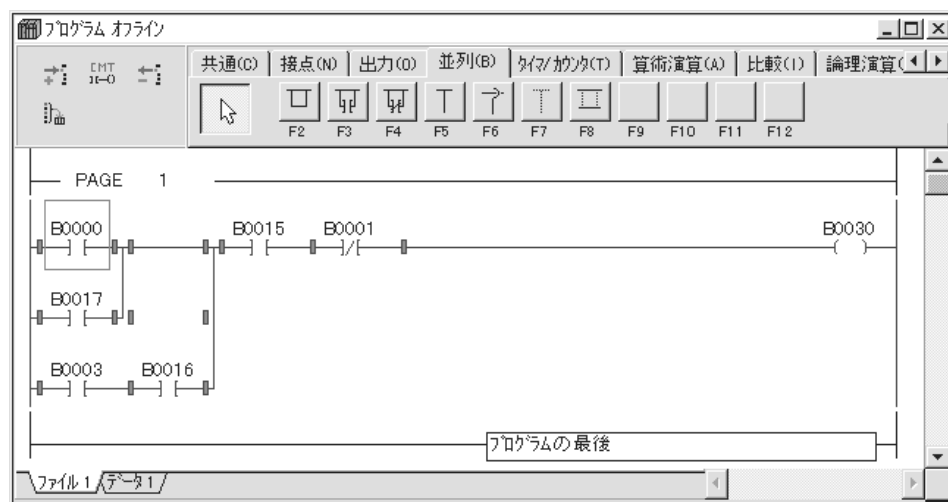 ﾌﾟﾛｸﾞﾗﾑ ｵﾌﾗｲﾝ
CMT
共通(C) 接点(N) 出力(O) 並列(B) ﾀｲﾏ/ｶｳﾝﾀ(T) 算術演算(A) 比較(I) 論理演算(
F2 F3 F4 F5 F6 F7 F8 F9 F10 F11 F12
PAGE 1
B0000 B0015 B0001 B0030
B0017
B0003 B0016
ﾌﾟﾛｸﾞﾗﾑの最後
ﾌｧｲﾙ 1 ﾃﾞｰﾀ 1